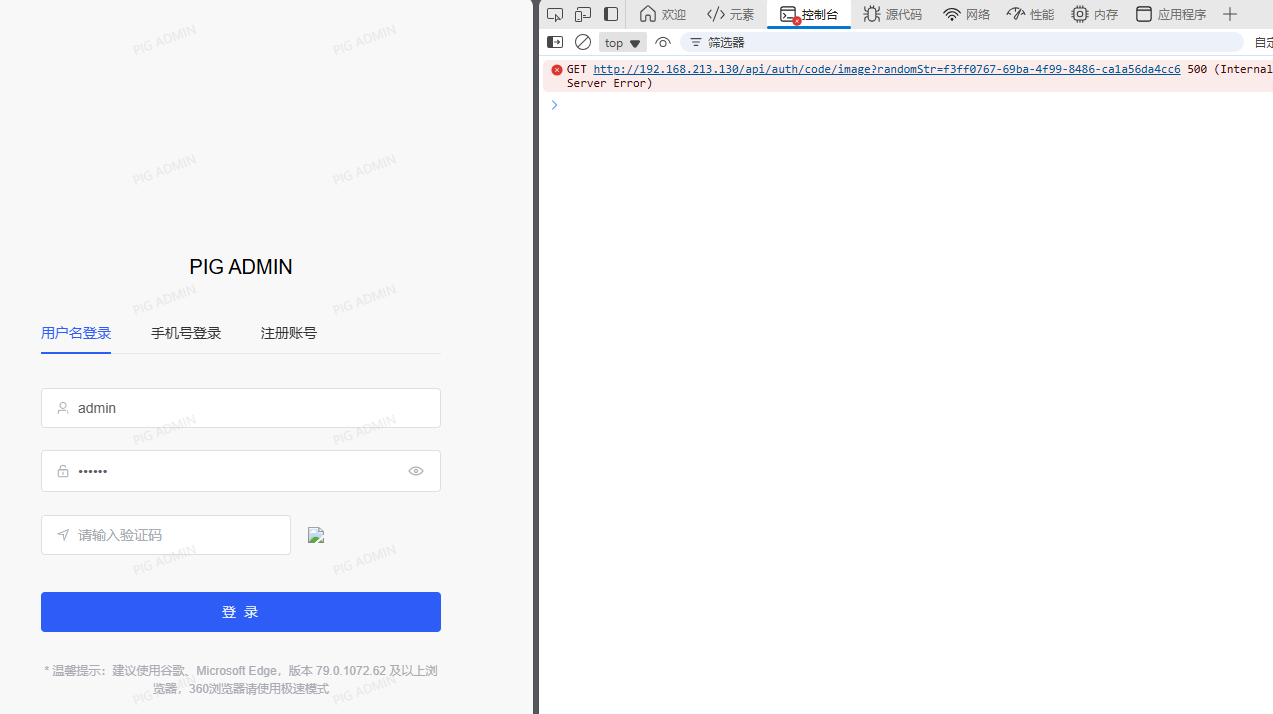 PIG ADMIN PIG ADMIN
PIG ADMIN PIG ADMIN
PIG ADMIN
PIG ADMIN PIG ADMIN
用户名登录 手机号登录 注册账号
admin
PIG ADMIN PIG ADMIN
••••••
请输入验证码
PIG ADMIN PIG ADMIN
登 录
* 温馨提示：建议使用谷歌、Microsoft Edge，版本 79.0.1072.62 及以上浏
览器，360浏览器请使用极速模式
PIG ADMIN PIG ADMIN
欢迎 元素 控制台 源代码 网络 性能 内存 应用程序
top 筛选器 自定
GET http://192.168.213.130/api/auth/code/image?randomStr=f3ff0767-69ba-4f99-8486-ca1a56da4cc6 500 (Internal
Server Error)